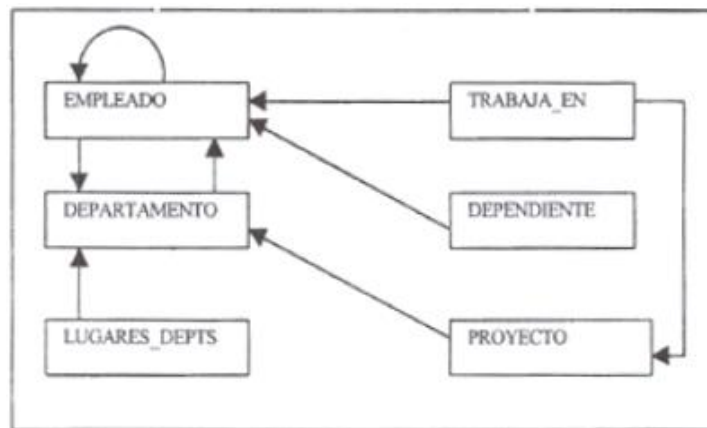 EMPLEADO
TRABAJA_EN
DEPARTAMENTO
DEPENDIENTE
LUGARES_DEPTS
PROYECTO